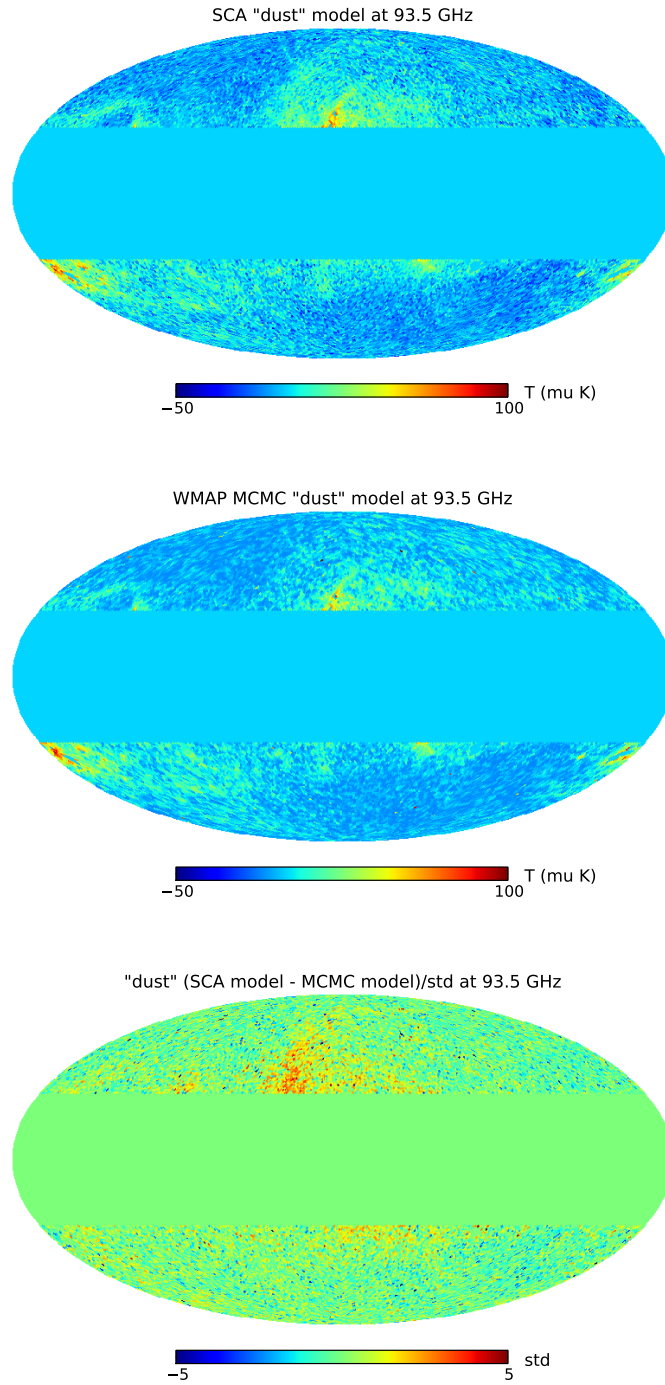 SCA "dust" model at 93.5 GHz
T (mu K)
−50 100
WMAP MCMC "dust" model at 93.5 GHz
T (mu K)
−50 100
"dust" (SCA model - MCMC model)/std at 93.5 GHz
std
−5 5